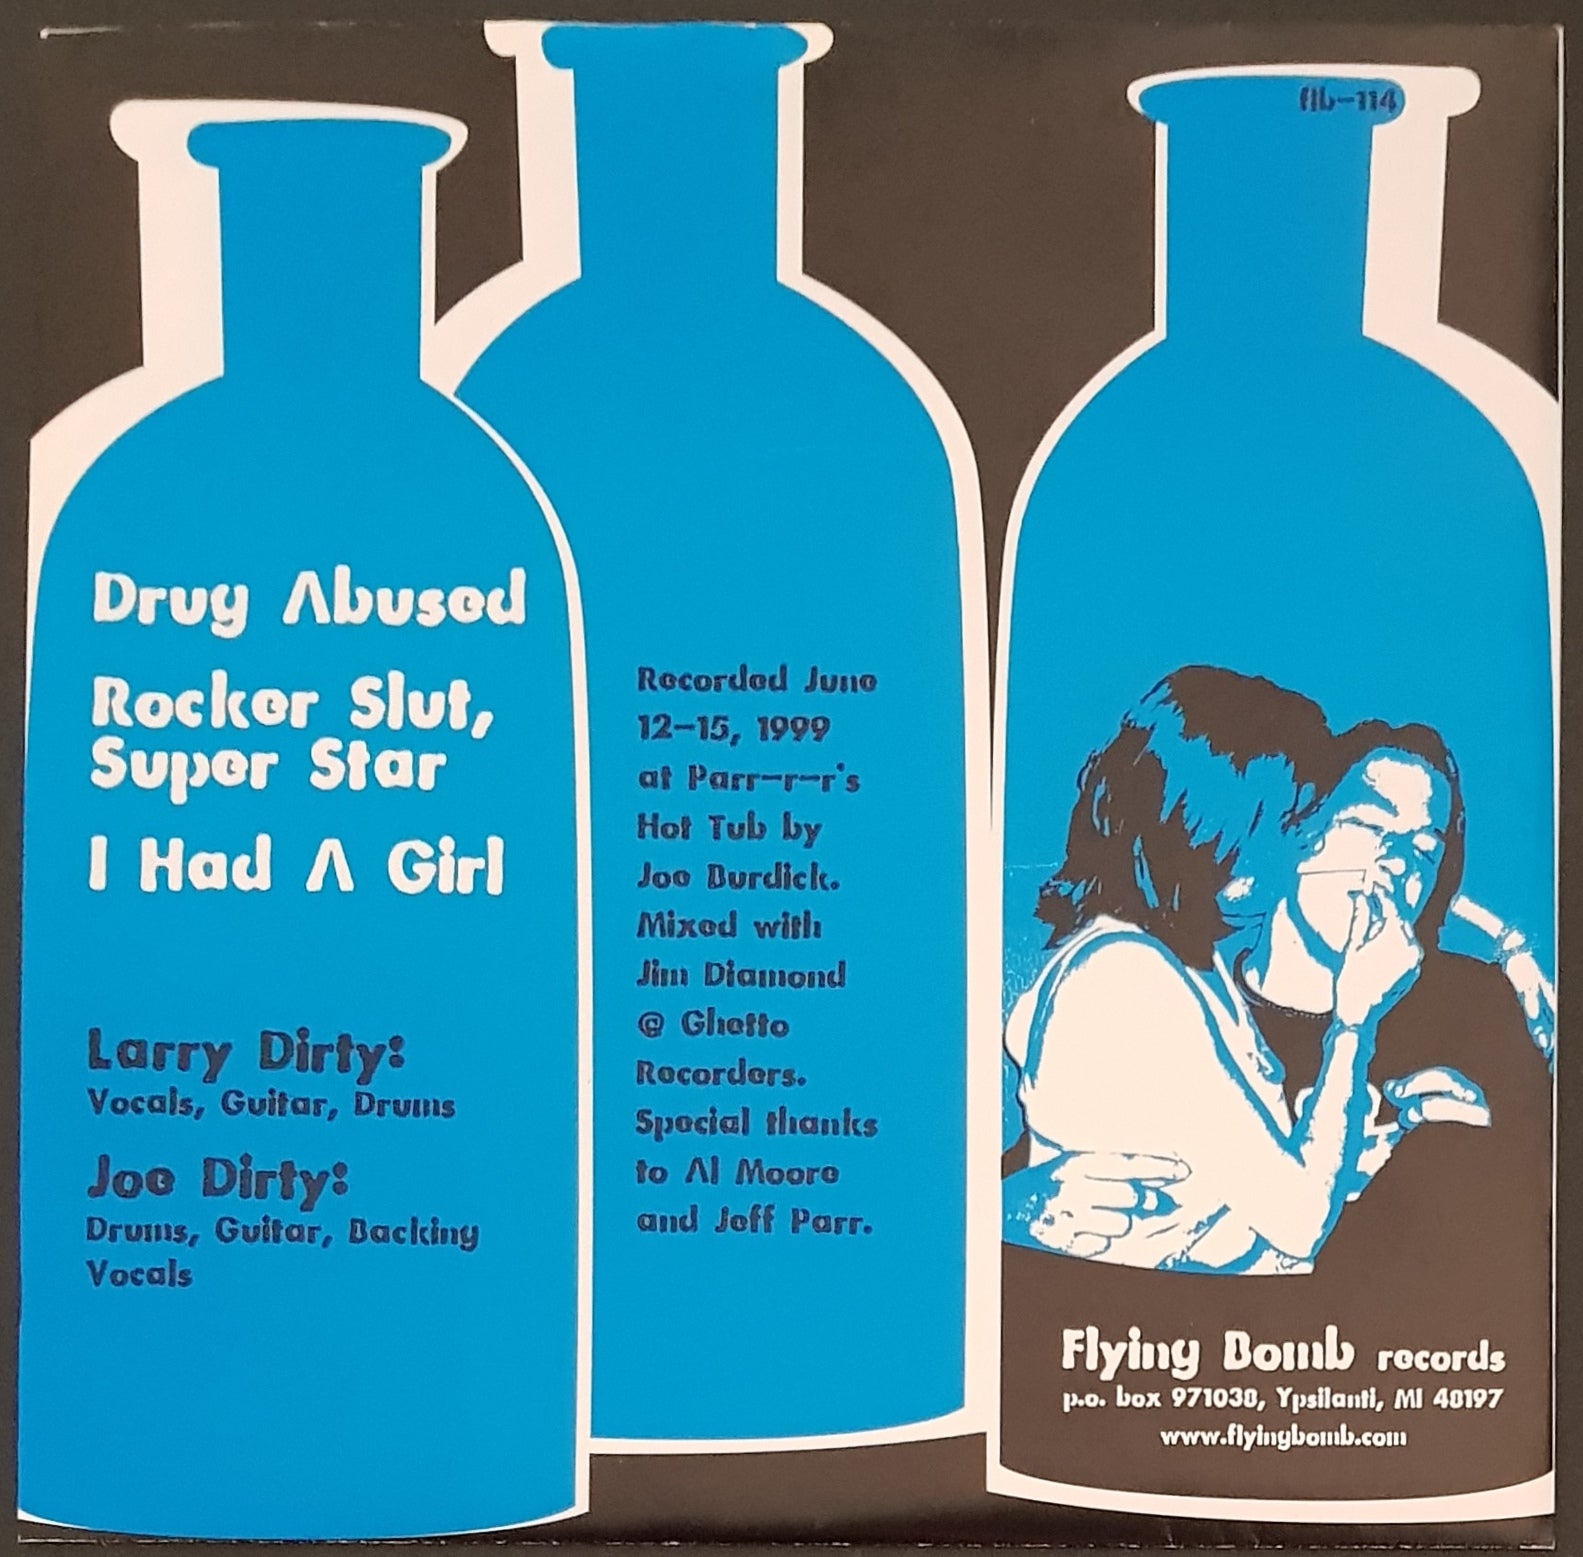 flb-114
Drug Abused
Rocker Slut,
Super Star
I Had A Girl
Larry Dirty:
Vocals, Guitar, Drums
Joe Dirty:
Drums, Guitar, Backing
Vocals
Recorded June
12-15, 1999
at Parr-r-r's
Hot Tub by
Joe Burdick.
Mixed with
Jim Diamond
@ Ghetto
Recorders.
Special thanks
to Al Moore
and Jeff Parr.
Flying Bomb records
p.o. box 971038, Ypsilanti, MI 48197
www.flyingbomb.com